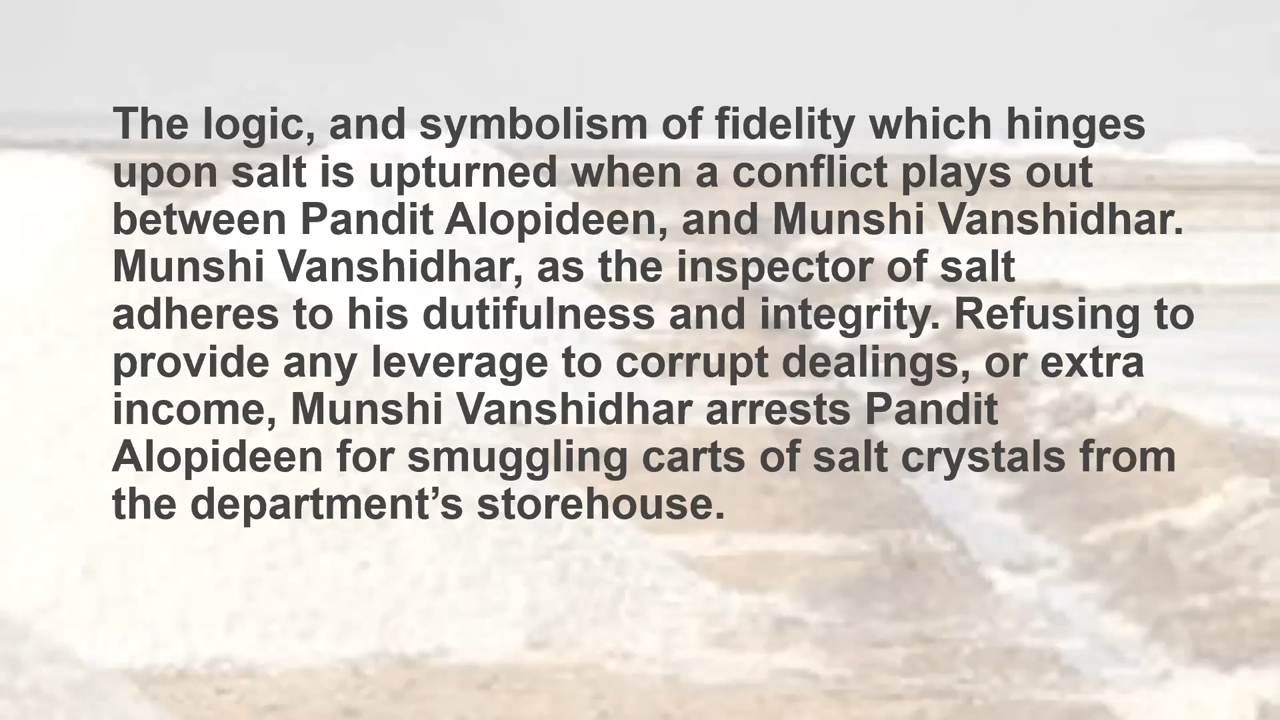 The logic, and symbolism of fidelity which hinges
upon salt is upturned when a conflict plays out
between Pandit Alopideen, and Munshi Vanshidhar.
Munshi Vanshidhar, as the inspector of salt
adheres to his dutifulness and integrity. Refusing to
provide any leverage to corrupt dealings, or extra
income, Munshi Vanshidhar arrests Pandit
Alopideen for smuggling carts of salt crystals from
the department’s storehouse.